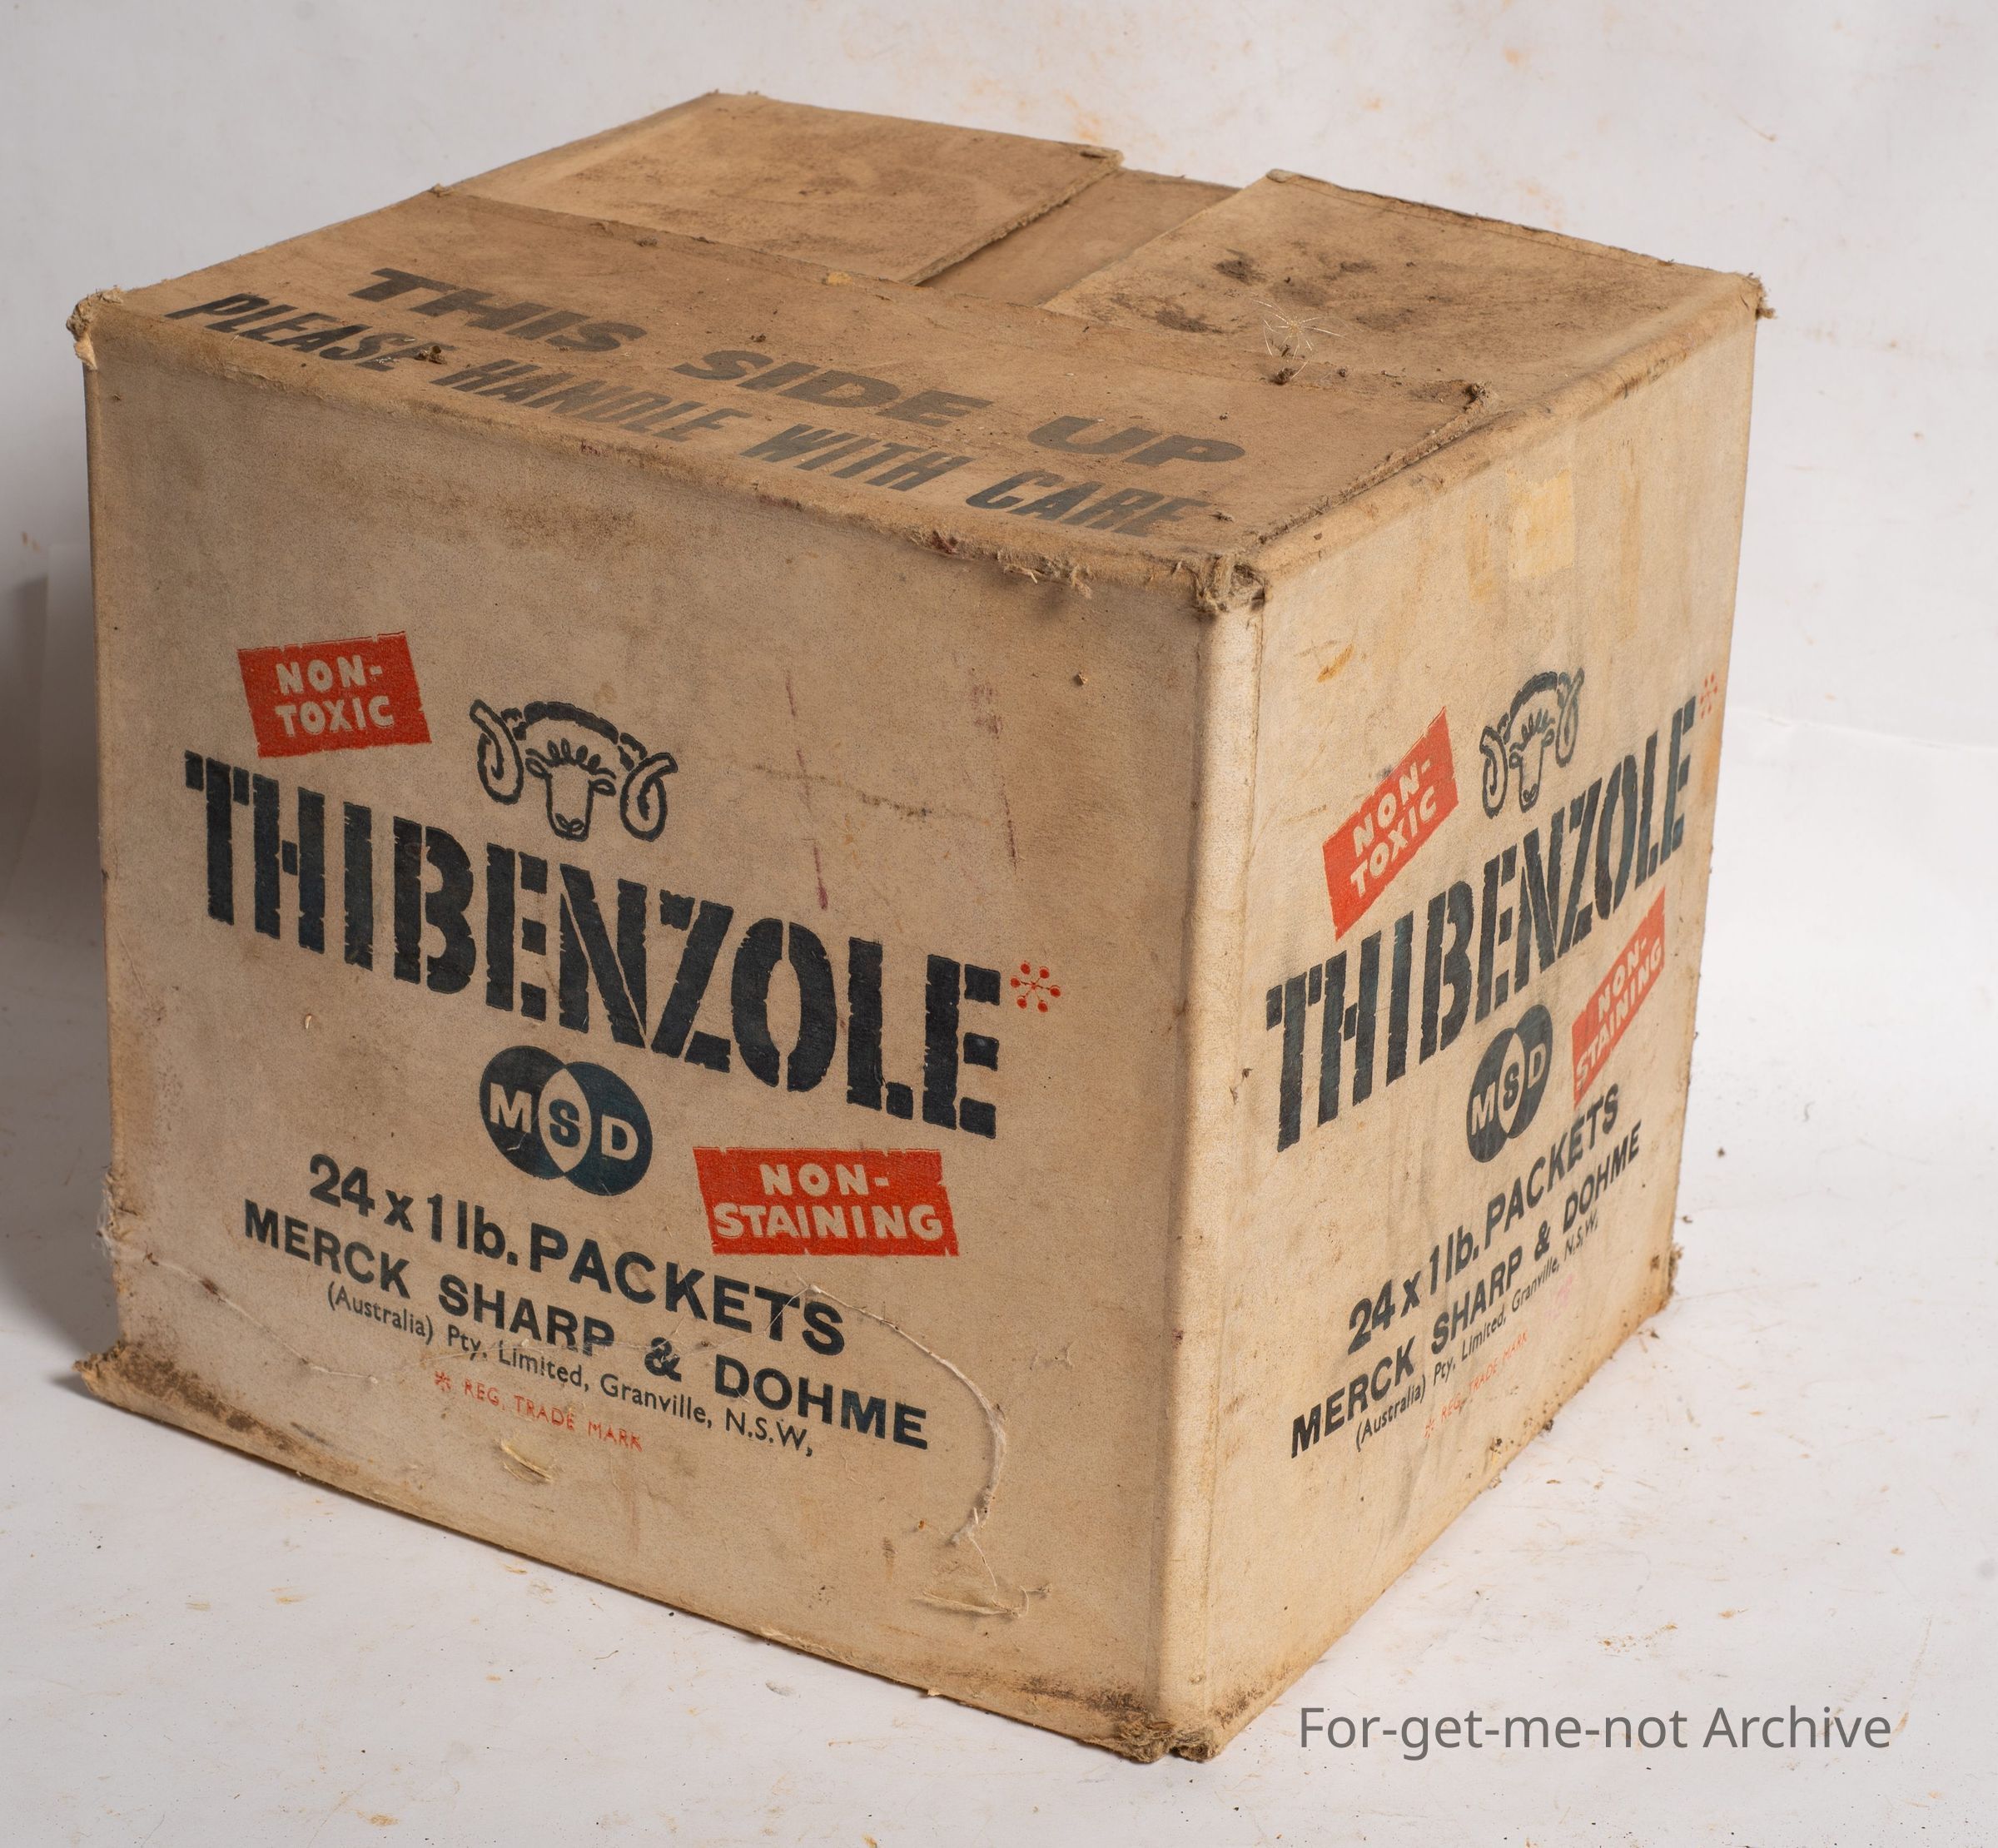 THIS SIDE UP
PLEASE HANDLE WITH CARE
NON-
TOXIC
THIBENZOLE*
MSD
NON-
STAINING
24 x 1 lb. PACKETS
MERCK SHARP & DOHME
(Australia) Pty. Limited, Granville, N.S.W,
* REG. TRADE MARK
NON-
TOXIC
THIBENZOLE*
NON-
STAINING
MSD
24 x 1 lb. PACKETS
MERCK SHARP & DOHME
(Australia) Pty. Limited, Granville, N.S.W,
* REG. TRADE MARK
For-get-me-not Archive